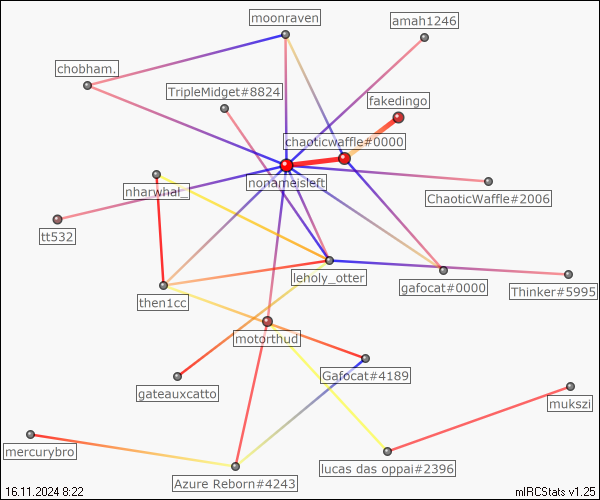 moonraven
amah1246
chobham.
TripleMidget#8824
fakedingo
chaoticwaffle#0000
nharwhal_
nonameisleft
ChaoticWaffle#2006
tt532
leholy_otter
gafocat#0000
Thinker#5995
then1cc
motorthud
Gafocat#4189
gateauxcatto
mukszi
mercurybro
lucas das oppai#2396
Azure Reborn#4243
16.11.2024 8:22
mIRCStats v1.25